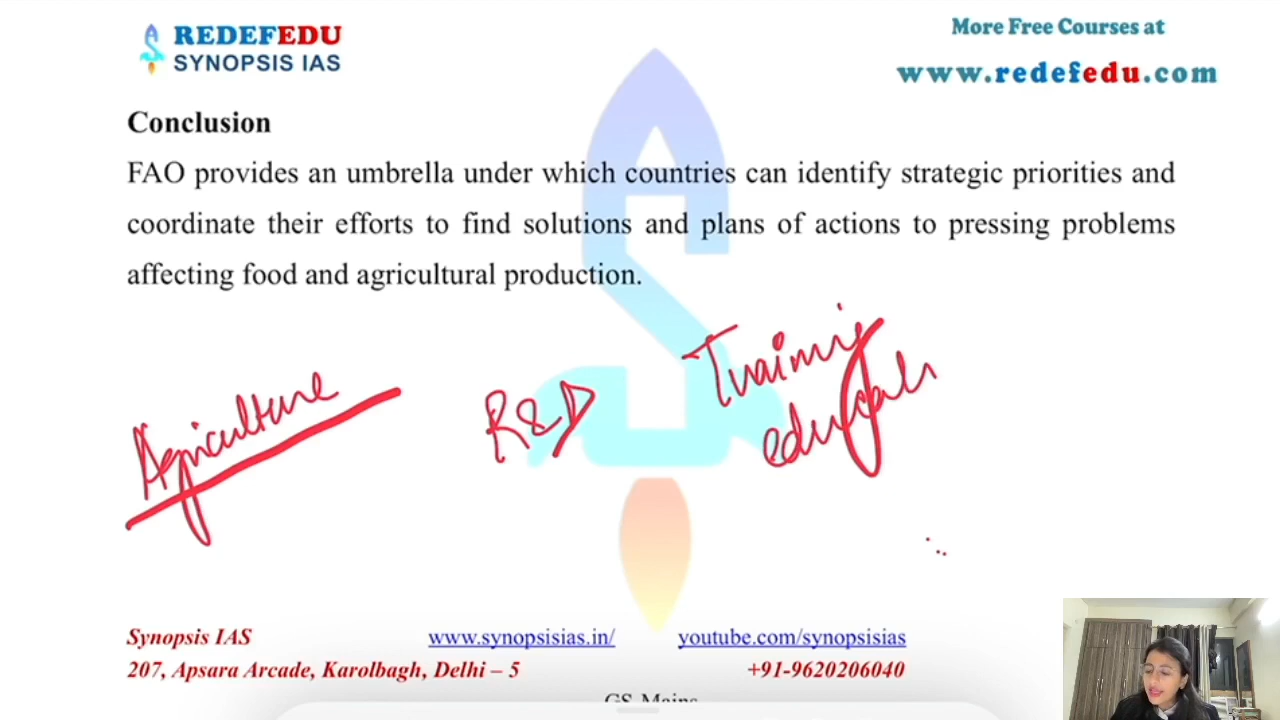 REDEFEDU
SYNOPSIS IAS
More Free Courses at
www.redefedu.com
Conclusion
FAO provides an umbrella under which countries can identify strategic priorities and
coordinate their efforts to find solutions and plans of actions to pressing problems
affecting food and agricultural production.
Agriculture
R&D
Training
Synopsis IAS
www.synopsisias.in/
youtube.com/synopsisias
207, Apsara Arcade, Karolbagh, Delhi – 5
+91-9620206040
GS Mains